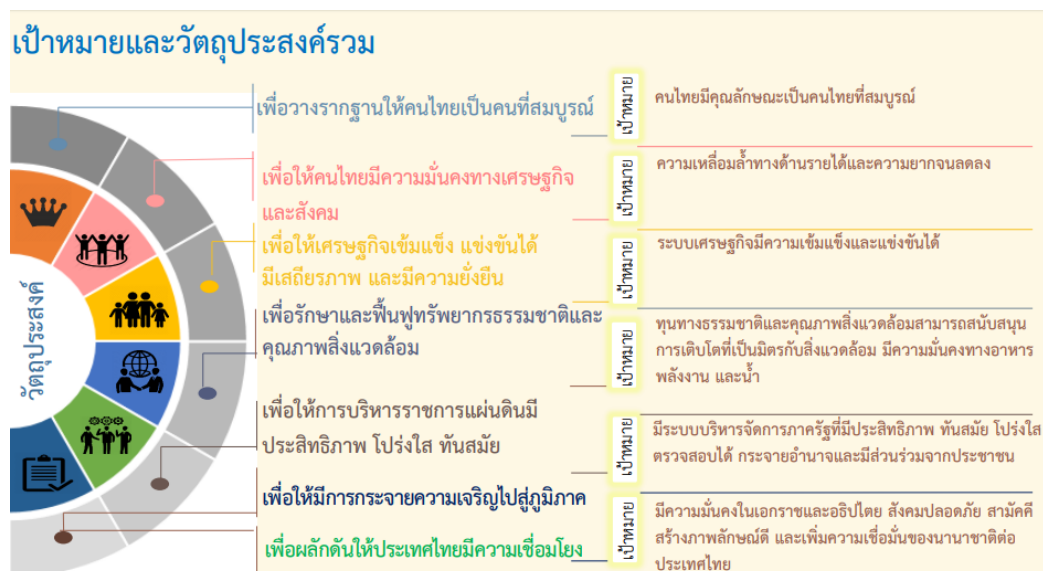 เป้าหมายและวัตถุประสงค์รวม
วัตถุประสงค์
เพื่อวางรากฐานให้คนไทยเป็นคนที่สมบูรณ์
เป้าหมาย
คนไทยมีคุณลักษณะเป็นคนไทยที่สมบูรณ์
เพื่อให้คนไทยมีความมั่นคงทางเศรษฐกิจ
และสังคม
เป้าหมาย
ความเหลื่อมล้ำทางด้านรายได้และความยากจนลดลง
เพื่อให้เศรษฐกิจเข้มแข็ง แข่งขันได้
มีเสถียรภาพ และมีความยั่งยืน
เป้าหมาย
ระบบเศรษฐกิจมีความเข้มแข็งและแข่งขันได้
เพื่อรักษาและฟื้นฟูทรัพยากรธรรมชาติและ
คุณภาพสิ่งแวดล้อม
เป้าหมาย
ทุนทางธรรมชาติและคุณภาพสิ่งแวดล้อมสามารถสนับสนุน
การเติบโตที่เป็นมิตรกับสิ่งแวดล้อม มีความมั่นคงทางอาหาร
พลังงาน และน้ำ
เพื่อให้การบริหารราชการแผ่นดินมี
ประสิทธิภาพ โปร่งใส ทันสมัย
เป้าหมาย
มีระบบบริหารจัดการภาครัฐที่มีประสิทธิภาพ ทันสมัย โปร่งใส
ตรวจสอบได้ กระจายอำนาจและมีส่วนร่วมจากประชาชน
เพื่อให้มีการกระจายความเจริญไปสู่ภูมิภาค
เพื่อผลักดันให้ประเทศไทยมีความเชื่อมโยง
เป้าหมาย
มีความมั่นคงในเอกราชและอธิปไตย สังคมปลอดภัย สามัคคี
สร้างภาพลักษณ์ดี และเพิ่มความเชื่อมั่นของนานาชาติต่อ
ประเทศไทย